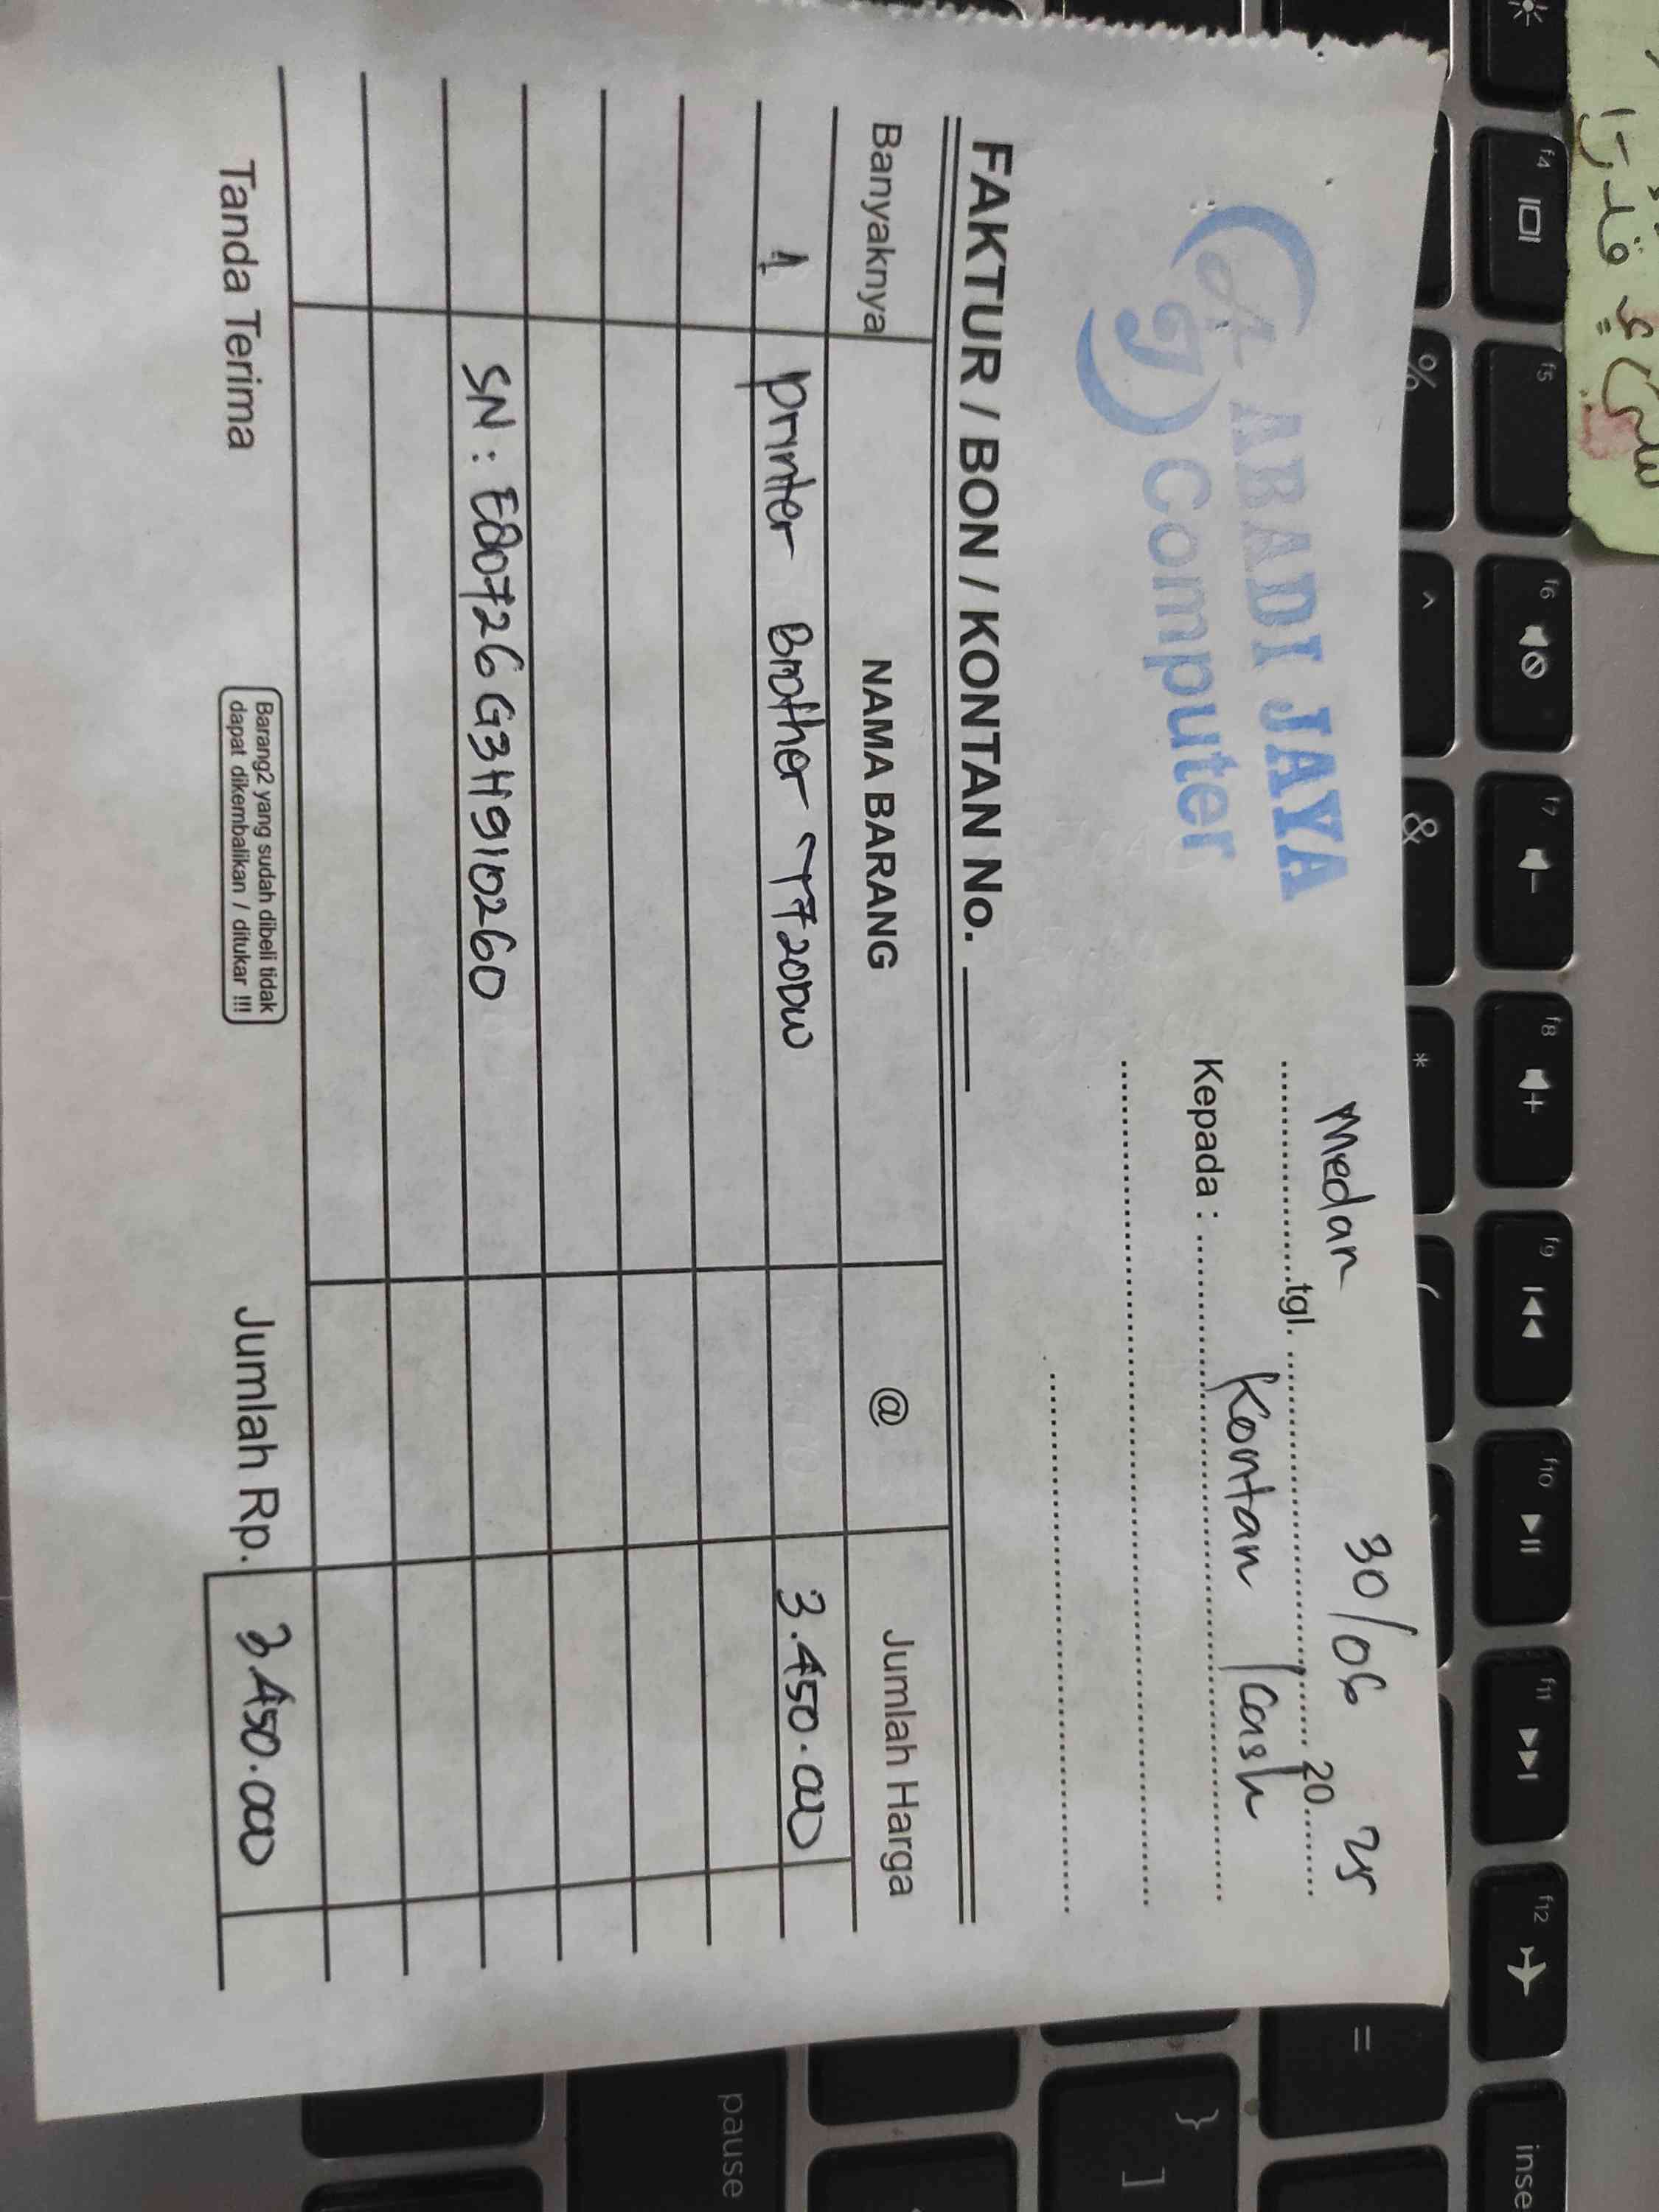 ABADI JAYA
Computer
Medan tgl. 30/06 2025
Kepada : Kontan / Cash
FAKTUR / BON / KONTAN No.
Banyaknya NAMA BARANG @ Jumlah Harga
1 Printer Brother T720DW 3.450.000
SN : E80726G3H910260
Tanda Terima
Barang2 yang sudah dibeli tidak
dapat dikembalikan / ditukar !!!
Jumlah Rp. 3.450.000
f4
f5
f6
f7
f8
f9
f10
f11
f12
inse
%
^
&
*
(
=
}
]
pause